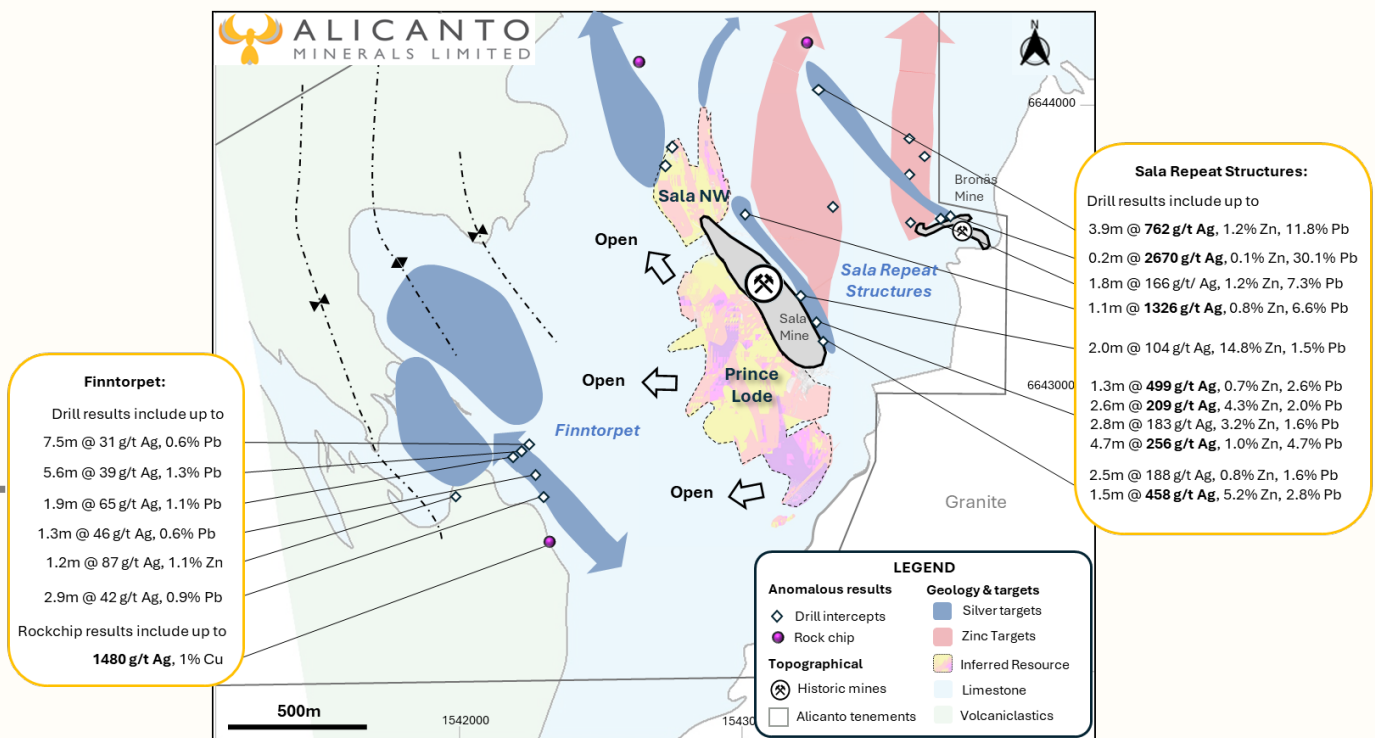 ALICANTO
MINERALS LIMITED
N
6644000
Bronäs
Mine
Sala NW
Open
Sala Repeat
Structures
Sala
Mine
6643000
Open
Prince
Lode
Finntorpet
Open
Granite
500m
1542000
15430
Finntorpet:
Drill results include up to
7.5m @ 31 g/t Ag, 0.6% Pb
5.6m @ 39 g/t Ag, 1.3% Pb
1.9m @ 65 g/t Ag, 1.1% Pb
1.3m @ 46 g/t Ag, 0.6% Pb
1.2m @ 87 g/t Ag, 1.1% Zn
2.9m @ 42 g/t Ag, 0.9% Pb
Rockchip results include up to
1480 g/t Ag, 1% Cu
Sala Repeat Structures:
Drill results include up to
3.9m @ 762 g/t Ag, 1.2% Zn, 11.8% Pb
0.2m @ 2670 g/t Ag, 0.1% Zn, 30.1% Pb
1.8m @ 166 g/t/ Ag, 1.2% Zn, 7.3% Pb
1.1m @ 1326 g/t Ag, 0.8% Zn, 6.6% Pb
2.0m @ 104 g/t Ag, 14.8% Zn, 1.5% Pb
1.3m @ 499 g/t Ag, 0.7% Zn, 2.6% Pb
2.6m @ 209 g/t Ag, 4.3% Zn, 2.0% Pb
2.8m @ 183 g/t Ag, 3.2% Zn, 1.6% Pb
4.7m @ 256 g/t Ag, 1.0% Zn, 4.7% Pb
2.5m @ 188 g/t Ag, 0.8% Zn, 1.6% Pb
1.5m @ 458 g/t Ag, 5.2% Zn, 2.8% Pb
LEGEND
Anomalous results
Drill intercepts
Rock chip
Topographical
Historic mines
Alicanto tenements
Geology & targets
Silver targets
Zinc Targets
Inferred Resource
Limestone
Volcaniclastics